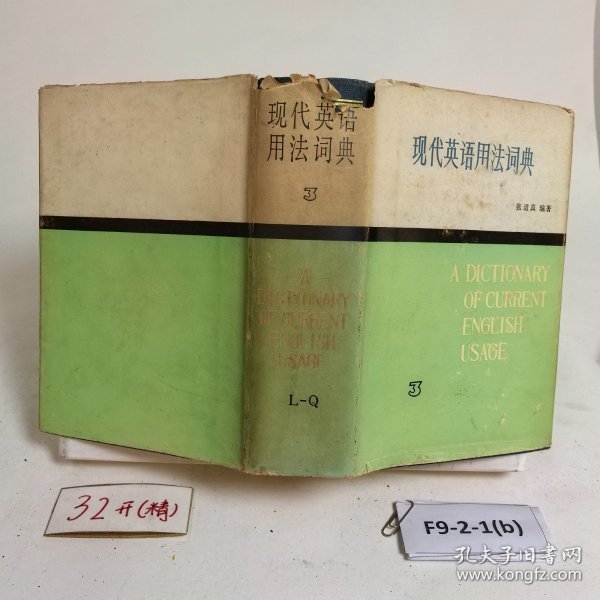 现代英语
用法词典
3
A
DICTIONARY
OF CURRENT
ENGLISH
USAGE
L-Q
现代英语用法词典
张道真 编著
A DICTIONARY
OF CURRENT
ENGLISH
USAGE
3
32开(精)
F9-2-1(b)
孔夫子旧书网
www.kongfz.com